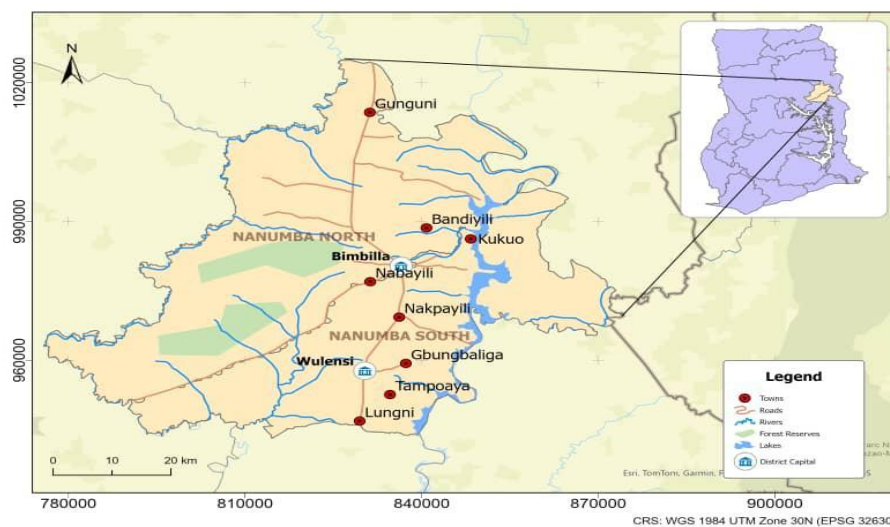 N
1020000
990000
960000
Gunguni
Bandiyili
Kukuo
NANUMBA NORTH
Bimbilla
Nabayili
Nakpayili
NANUMBA SOUTH
Gbungbaliga
Wulensi
Tampoaya
Lungni
0 10 20 km
Legend
Towns
Roads
Rivers
Forest Reserves
Lakes
District Capital
Esri, TomTom, Garmin,
780000 810000 840000 870000 900000
CRS: WGS 1984 UTM Zone 30N (EPSG 32630